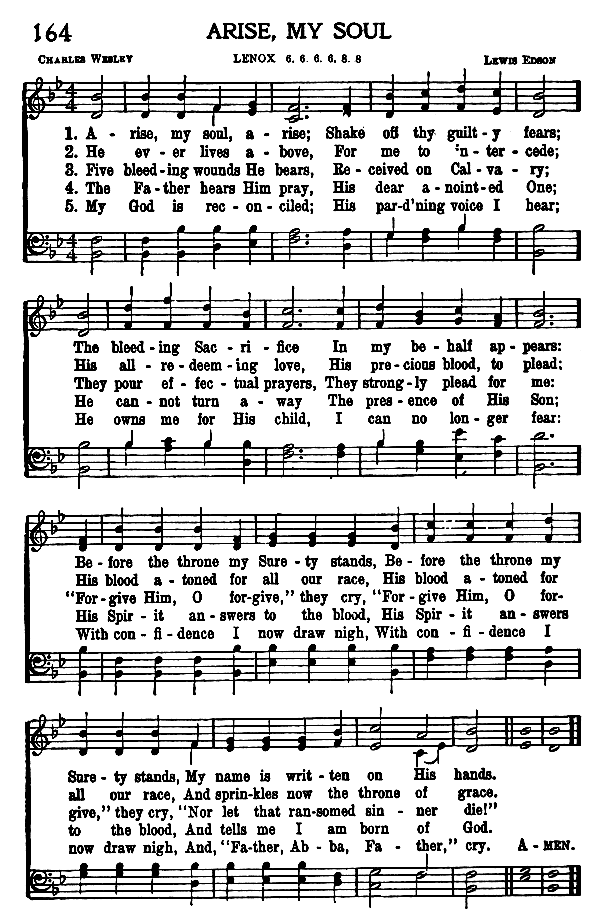 164 ARISE, MY SOUL
CHARLES WESLEY LENOX 6. 6. 6. 6. 8. 8 LEWIS EDSON
1. A - rise, my soul, a - rise; Shake off thy guilt-y fears;
2. He ev - er lives a - bove, For me to 'n - ter - cede;
3. Five bleed-ing wounds He bears, Re - ceived on Cal - va - ry;
4. The Fa-ther hears Him pray, His dear a-noint-ed One;
5. My God is rec - on - ciled; His par-d'ning voice I hear;
The bleed-ing Sac - ri - fice In my be-half ap-pears:
His all - re-deem-ing love, His pre-cious blood, to plead;
They pour ef - fec - tual prayers, They strong-ly plead for me:
He can-not turn a - way The pres-ence of His Son;
He owns me for His child, I can no lon - ger fear:
Be-fore the throne my Sure-ty stands, Be-fore the throne my
His blood a-toned for all our race, His blood a-toned for
"For-give Him, O for-give," they cry, "For-give Him, O for-
His Spir - it an-swers to the blood, His Spir - it an-swers
With con - fi - dence I now draw nigh, With con - fi - dence I
Sure-ty stands, My name is writ-ten on His hands.
all our race, And sprin-kles now the throne of grace.
give," they cry, "Nor let that ran-somed sin - ner die!"
to the blood, And tells me I am born of God.
now draw nigh, And, "Fa-ther, Ab - ba, Fa - ther," cry. A-MEN.